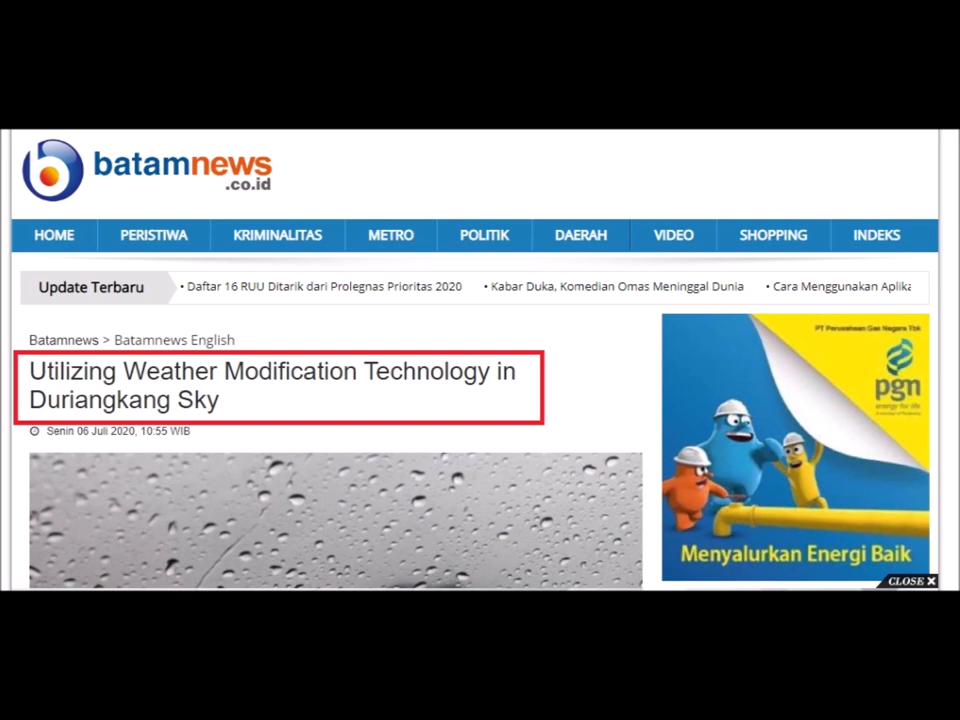 batamnews
.co.id
HOME PERISTIWA KRIMINALITAS METRO POLITIK DAERAH VIDEO SHOPPING INDEKS
Update Terbaru • Daftar 16 RUU Ditarik dari Prolegnas Prioritas 2020 • Kabar Duka, Komedian Omas Meninggal Dunia • Cara Menggunakan Aplika
Batamnews > Batamnews English
Utilizing Weather Modification Technology in
Duriangkang Sky
Senin 06 Juli 2020, 10:55 WIB
PT Perusahaan Gas Negara Tbk
pgn
energy for life
Menyalurkan Energi Baik
CLOSE X